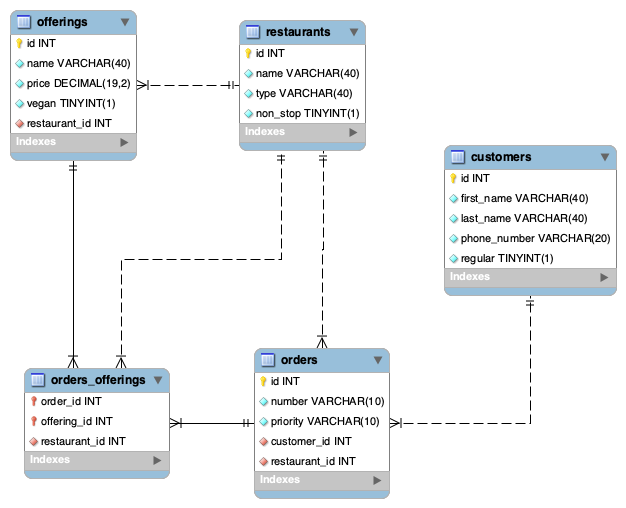 offerings
id INT
name VARCHAR(40)
price DECIMAL(19,2)
vegan TINYINT(1)
restaurant_id INT
Indexes
restaurants
id INT
name VARCHAR(40)
type VARCHAR(40)
non_stop TINYINT(1)
Indexes
customers
id INT
first_name VARCHAR(40)
last_name VARCHAR(40)
phone_number VARCHAR(20)
regular TINYINT(1)
Indexes
orders_offerings
order_id INT
offering_id INT
restaurant_id INT
Indexes
orders
id INT
number VARCHAR(10)
priority VARCHAR(10)
customer_id INT
restaurant_id INT
Indexes